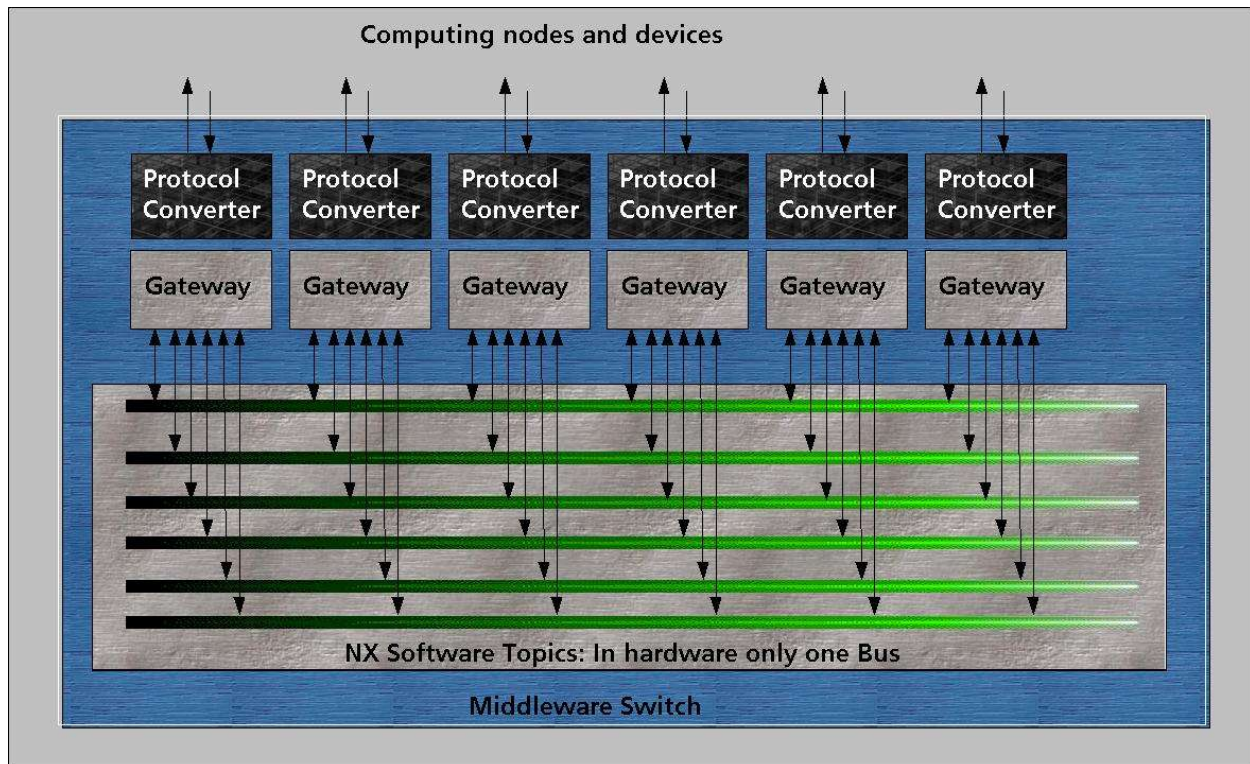 Computing nodes and devices
Protocol
Converter
Protocol
Converter
Protocol
Converter
Protocol
Converter
Protocol
Converter
Protocol
Converter
Gateway
Gateway
Gateway
Gateway
Gateway
Gateway
NX Software Topics: In hardware only one Bus
Middleware Switch